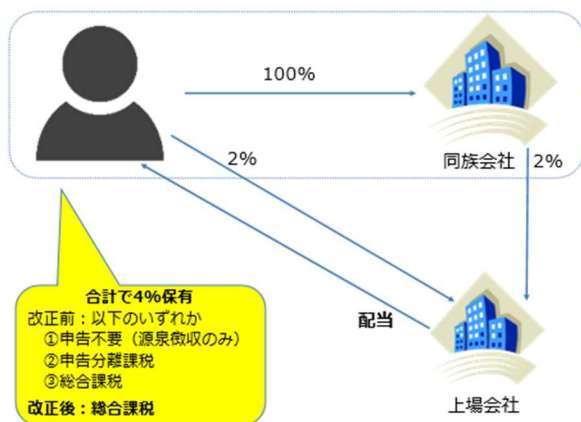 100%
同族会社
2%
2%
配当
上場会社
合計で4%保有
改正前：以下のいずれか
①申告不要（源泉徴収のみ）
②申告分離課税
③総合課税
改正後：総合課税